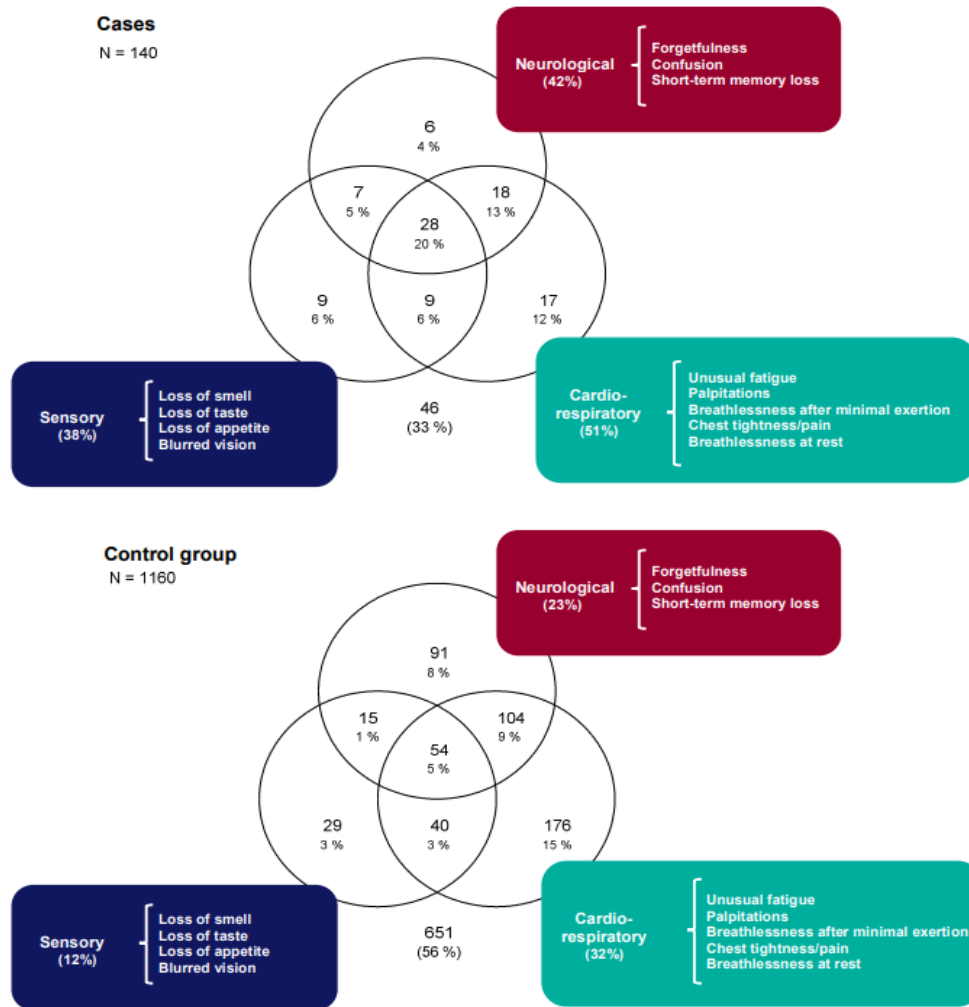 Cases
N = 140
Neurological
(42%)
Forgetfulness
Confusion
Short-term memory loss
6
4 %
7
5 %
18
13 %
28
20 %
9
6 %
9
6 %
17
12 %
46
(33 %)
Sensory
(38%)
Loss of smell
Loss of taste
Loss of appetite
Blurred vision
Cardio-
respiratory
(51%)
Unusual fatigue
Palpitations
Breathlessness after minimal exertion
Chest tightness/pain
Breathlessness at rest
Control group
N = 1160
Neurological
(23%)
Forgetfulness
Confusion
Short-term memory loss
91
8 %
15
1 %
104
9 %
54
5 %
29
3 %
40
3 %
176
15 %
651
(56 %)
Sensory
(12%)
Loss of smell
Loss of taste
Loss of appetite
Blurred vision
Cardio-
respiratory
(32%)
Unusual fatigue
Palpitations
Breathlessness after minimal exertion
Chest tightness/pain
Breathlessness at rest